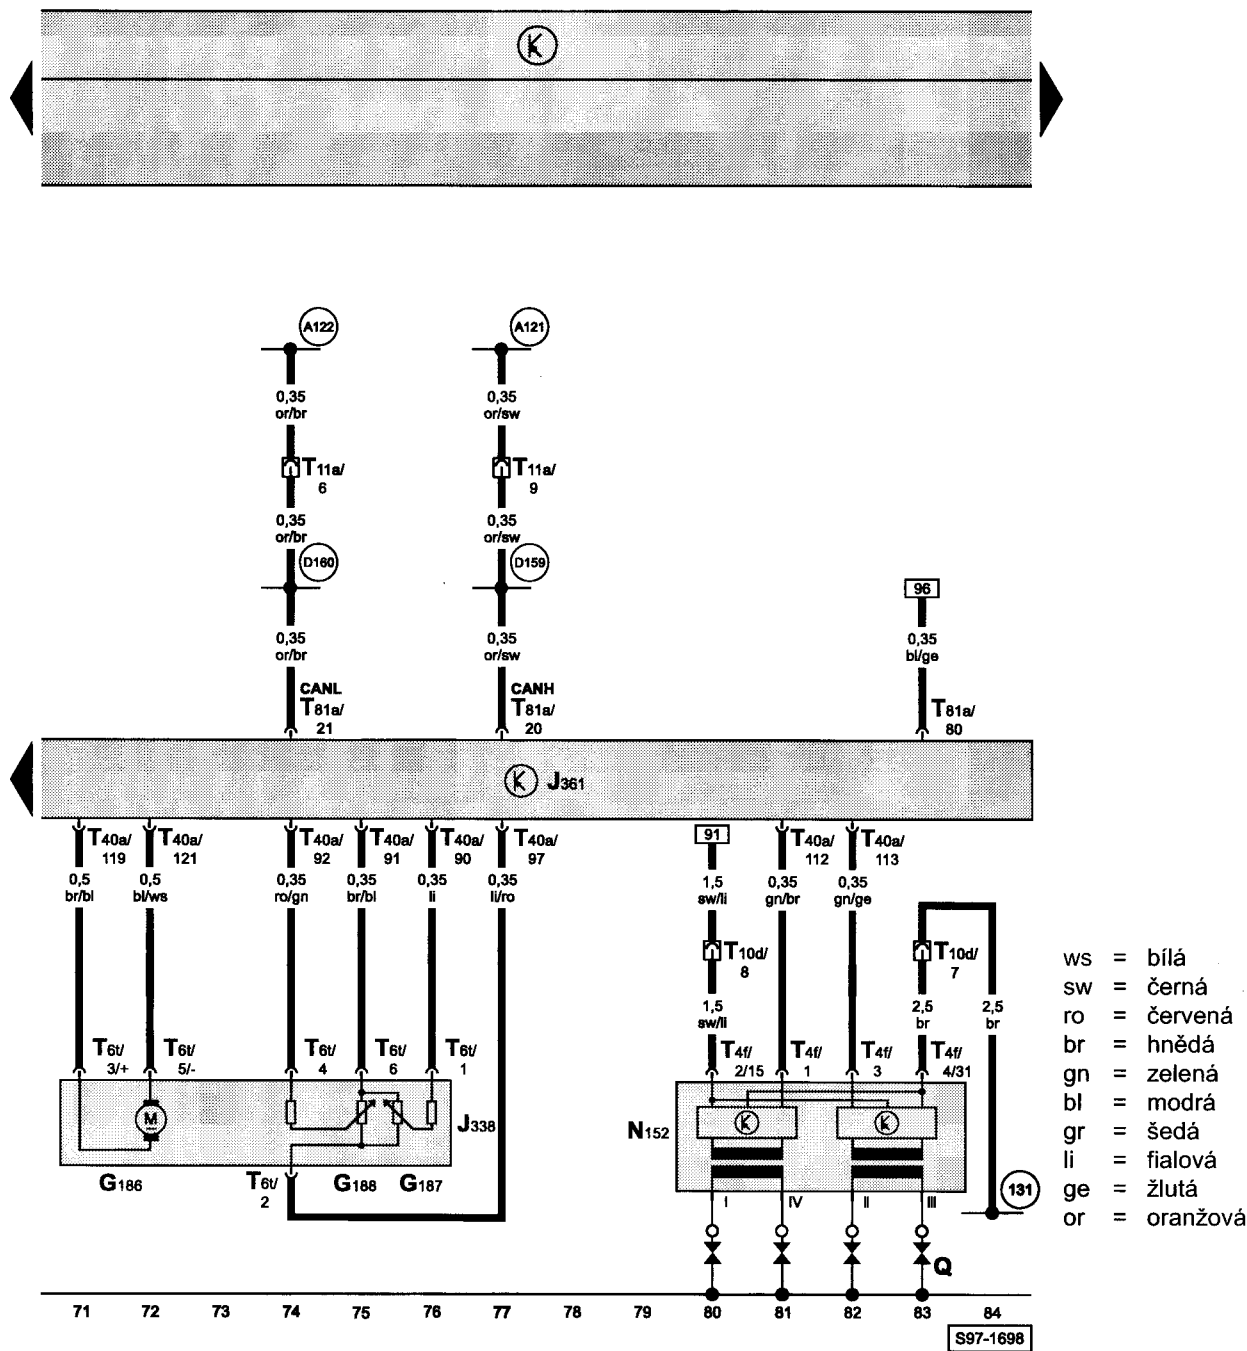 A122 A121
0,35 0,35
or/br or/sw
T11a/ T11a/
6 9
0,35 0,35
or/br or/sw
D160 D159
96
0,35 0,35 0,35
or/br or/sw bl/ge
CANL CANH
T81a/ T81a/ T81a/
21 20 80
J361
T40a/ T40a/ T40a/ T40a/ T40a/ T40a/ 91 T40a/ T40a/
119 121 92 91 90 97 112 113
0,5 0,5 0,35 0,35 0,35 0,35 1,5 0,35 0,35
br/bl bl/ws ro/gn br/bl li li/ro sw/li gn/br gn/ge
T10d/ T10d/
8 7
1,5 2,5 2,5
sw/li br br
T6t/ T6t/ T6t/ T6t/ T6t/ T4f/ T4f/ T4f/ T4f/
3/+ 5/- 4 6 1 2/15 1 3 4/31
M J338 N152
G186 T6t/ G188 G187
2
I IV II III 131
Q
71 72 73 74 75 76 77 78 79 80 81 82 83 84
S97-1698
ws = bílá
sw = černá
ro = červená
br = hnědá
gn = zelená
bl = modrá
gr = šedá
li = fialová
ge = žlutá
or = oranžová